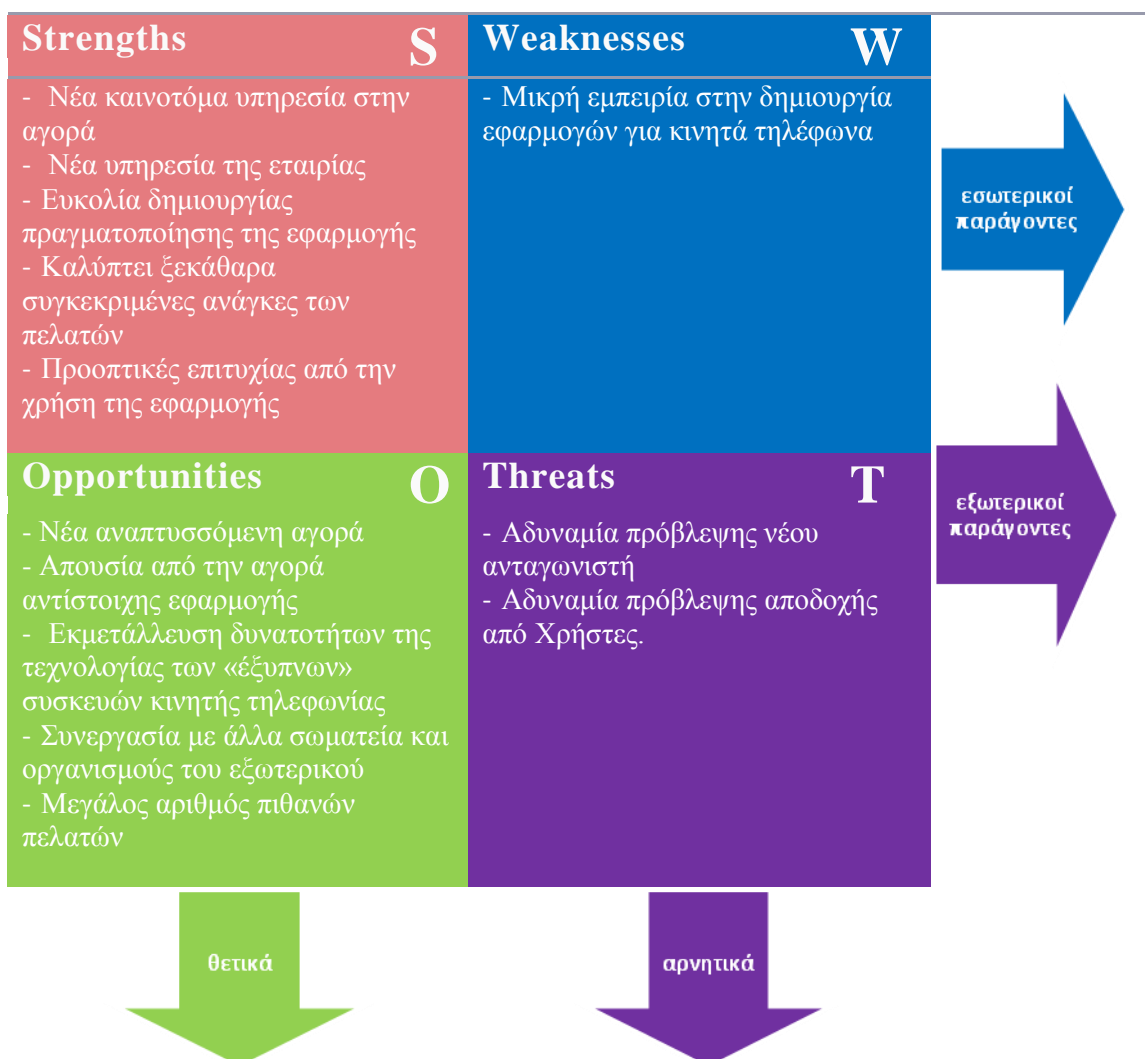 Strengths S
- Νέα καινοτόμα υπηρεσία στην
αγορά
- Νέα υπηρεσία της εταιρίας
- Ευκολία δημιουργίας
πραγματοποίησης της εφαρμογής
- Καλύπτει ξεκάθαρα
συγκεκριμένες ανάγκες των
πελατών
- Προοπτικές επιτυχίας από την
χρήση της εφαρμογής
Weaknesses W
- Μικρή εμπειρία στην δημιουργία
εφαρμογών για κινητά τηλέφωνα
εσωτερικοί
παράγοντες
Opportunities O
- Νέα αναπτυσσόμενη αγορά
- Απουσία από την αγορά
αντίστοιχης εφαρμογής
- Εκμετάλλευση δυνατοτήτων της
τεχνολογίας των «έξυπνων»
συσκευών κινητής τηλεφωνίας
- Συνεργασία με άλλα σωματεία και
οργανισμούς του εξωτερικού
- Μεγάλος αριθμός πιθανών
πελατών
Threats T
- Αδυναμία πρόβλεψης νέου
ανταγωνιστή
- Αδυναμία πρόβλεψης αποδοχής
από Χρήστες.
εξωτερικοί
παράγοντες
θετικά
αρνητικά